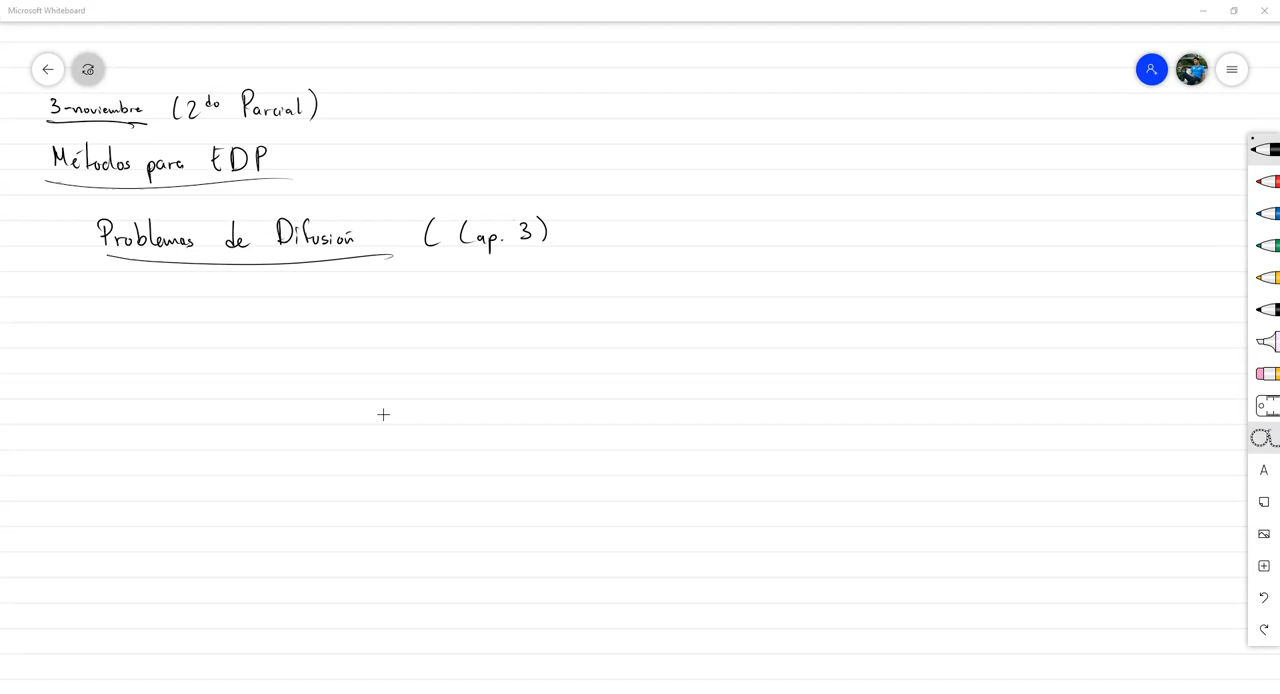 Microsoft Whiteboard
3-noviembre (2do Parcial)
Métodos para EDP
Problemas de Difusión (Cap. 3)
A